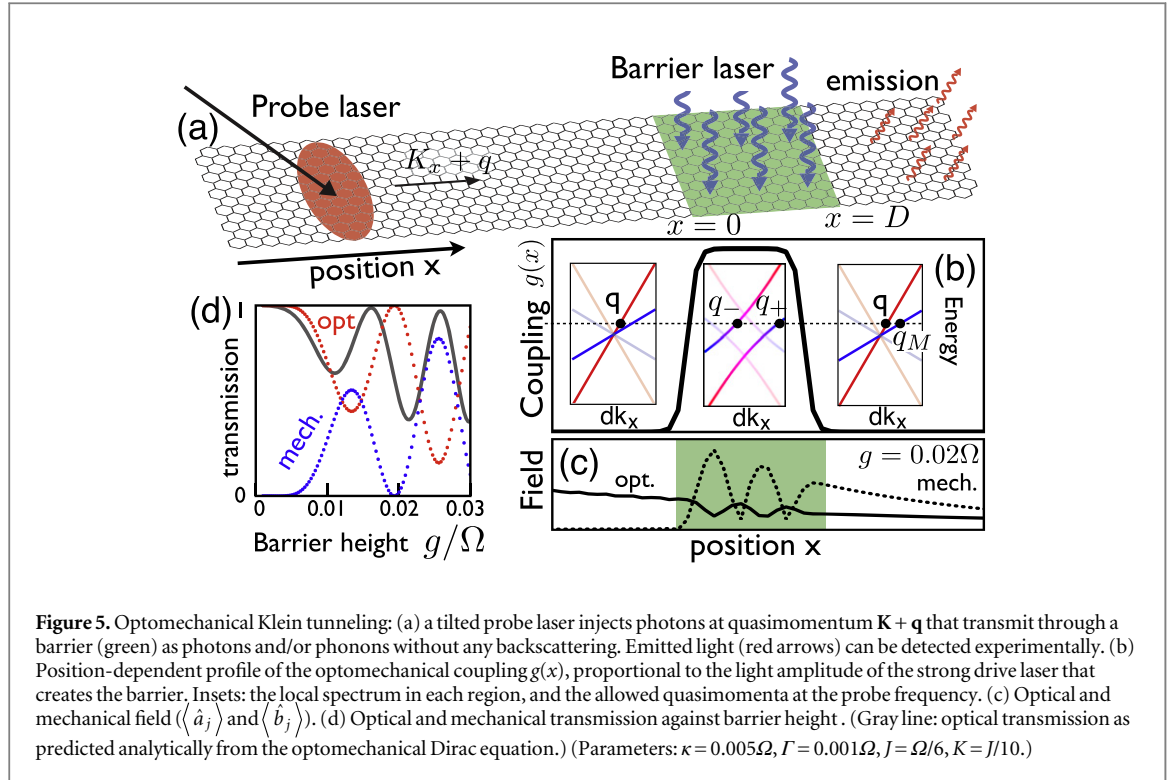 Barrier laser
emission
Probe laser
(a)
K_x + q
x = 0
x = D
position x
(b)
Coupling g(x)
q
q_-
q_+
q
q_M
Energy
dk_x
dk_x
dk_x
(d)
1
opt
mech.
transmission
0
0
0.01
0.02
0.03
Barrier height g/Ω
(c)
Field
opt.
g = 0.02Ω
mech.
position x
Figure 5. Optomechanical Klein tunneling: (a) a tilted probe laser injects photons at quasimomentum K + q that transmit through a
barrier (green) as photons and/or phonons without any backscattering. Emitted light (red arrows) can be detected experimentally. (b)
Position-dependent profile of the optomechanical coupling g(x), proportional to the light amplitude of the strong drive laser that
creates the barrier. Insets: the local spectrum in each region, and the allowed quasimomenta at the probe frequency. (c) Optical and
mechanical field (⟨â_j⟩ and ⟨b̂_j⟩). (d) Optical and mechanical transmission against barrier height . (Gray line: optical transmission as
predicted analytically from the optomechanical Dirac equation.) (Parameters: κ = 0.005Ω, Γ = 0.001Ω, J = Ω/6, K = J/10.)